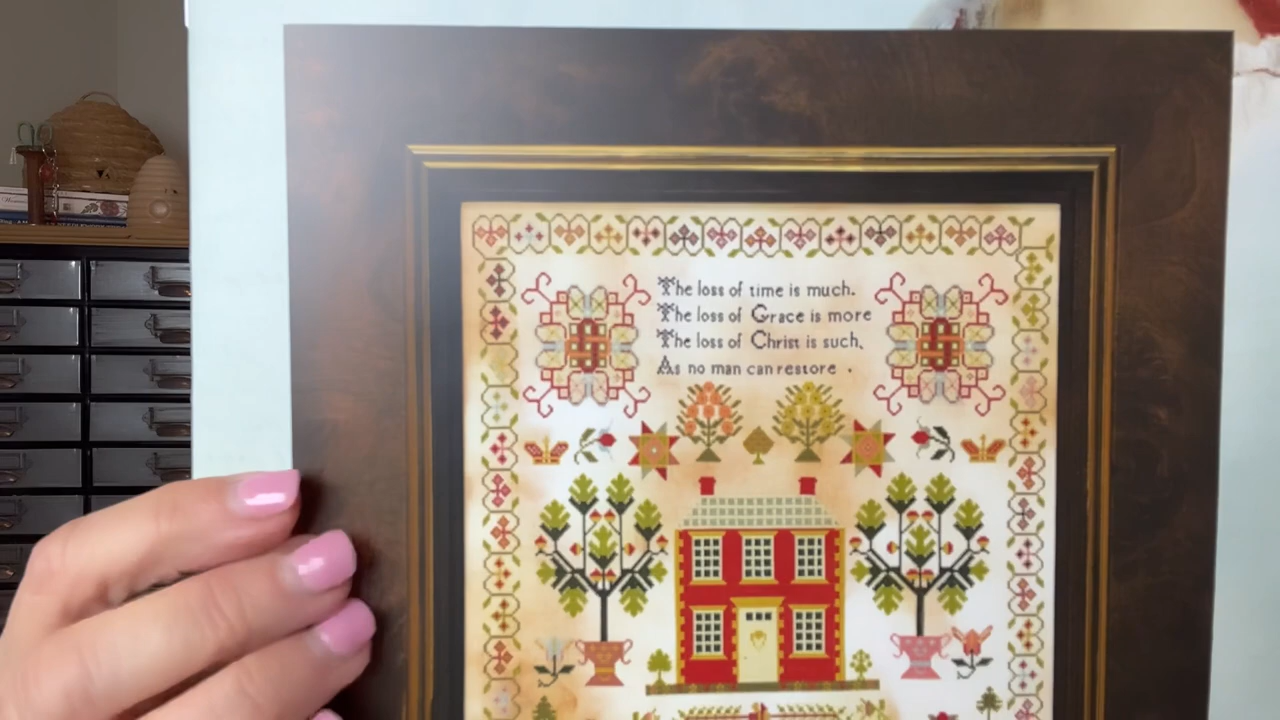 The loss of time is much.
The loss of Grace is more
The loss of Christ is such,
As no man can restore .